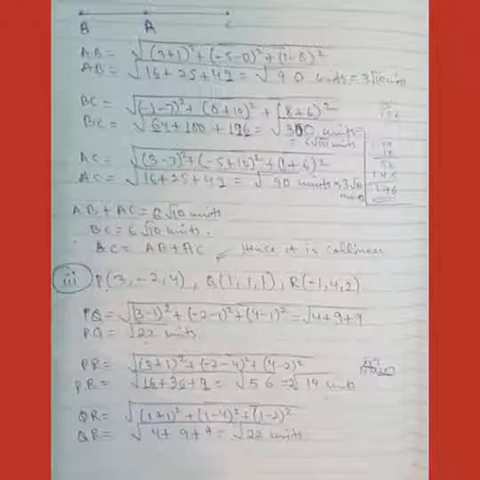 B A C
AB = √(3+1)²+(-5-0)²+(1-8)²
AB = √16+25+49 = √90 units = 3√10 units
BC = √(-1-7)²+(0+10)²+(8+6)²
BC = √64+100+196 = √360 units
= 6√10 units
AC = √(3-7)²+(-5+10)²+(1+6)²
AC = √16+25+49 = √90 units = 3√10
units
AB+AC = 6√10 units
BC = 6√10 units.
BC = AB+AC Hence it is collinear
iii P(3,-2,4), Q(1,1,1), R(-1,4,2)
PQ = √(3-1)²+(-2-1)²+(4-1)² = √4+9+9
PQ = √22 units
PR = √(3+1)²+(-2-4)²+(4-2)²
PR = √16+36+4 = √56 = 2√14 units
QR = √(1+1)²+(1-4)²+(1-2)²
QR = √4+9+9 = √22 units